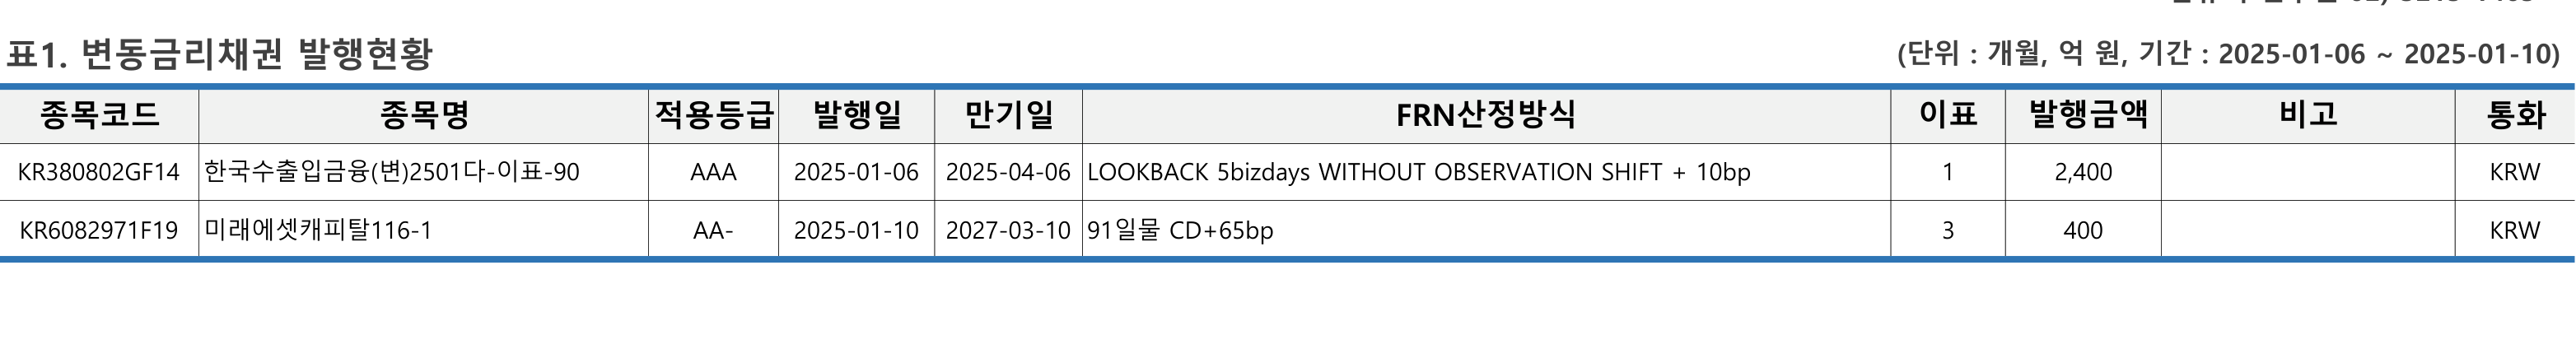 표1. 변동금리채권 발행현황
(단위 : 개월, 억 원, 기간 : 2025-01-06 ~ 2025-01-10)
종목코드 종목명 적용등급 발행일 만기일 FRN산정방식 이표 발행금액 비고 통화
KR380802GF14 한국수출입금융(변)2501다-이표-90 AAA 2025-01-06 2025-04-06 LOOKBACK 5bizdays WITHOUT OBSERVATION SHIFT + 10bp 1 2,400 KRW
KR6082971F19 미래에셋캐피탈116-1 AA- 2025-01-10 2027-03-10 91일물 CD+65bp 3 400 KRW